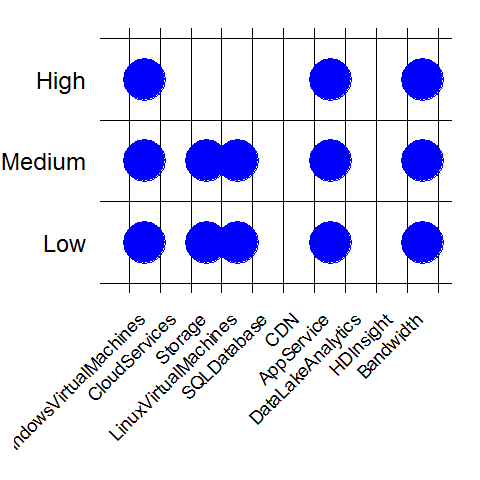 High
Medium
Low
ndowsVirtualMachines
CloudServices
Storage
LinuxVirtualMachines
SQLDatabase
CDN
AppService
DataLakeAnalytics
HDInsight
Bandwidth